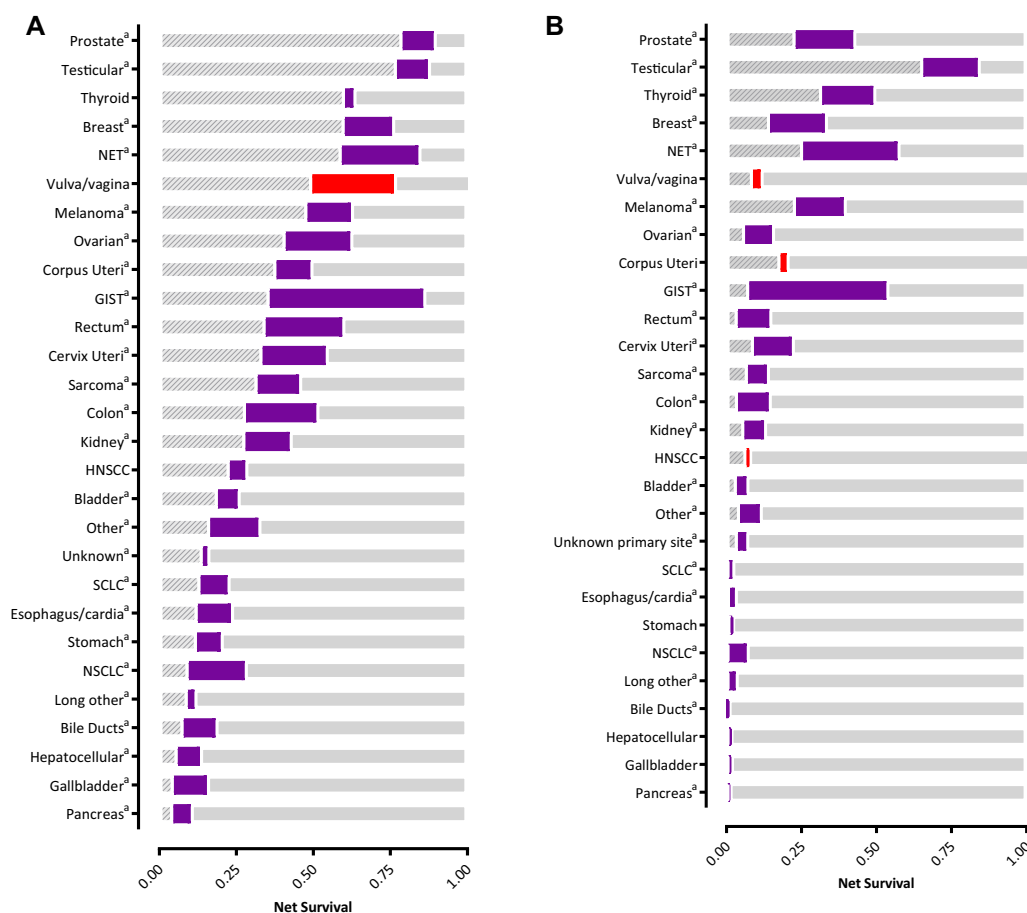 A
Prostateᵃ
Testicularᵃ
Thyroid
Breastᵃ
NETᵃ
Vulva/vagina
Melanomaᵃ
Ovarianᵃ
Corpus Uteriᵃ
GISTᵃ
Rectumᵃ
Cervix Uteriᵃ
Sarcomaᵃ
Colonᵃ
Kidneyᵃ
HNSCC
Bladderᵃ
Otherᵃ
Unknownᵃ
SCLCᵃ
Esophagus/cardiaᵃ
Stomachᵃ
NSCLCᵃ
Long otherᵃ
Bile Ductsᵃ
Hepatocellularᵃ
Gallbladderᵃ
Pancreasᵃ
0.00 0.25 0.50 0.75 1.00
Net Survival
B
Prostateᵃ
Testicularᵃ
Thyroidᵃ
Breastᵃ
NETᵃ
Vulva/vagina
Melanomaᵃ
Ovarianᵃ
Corpus Uteri
GISTᵃ
Rectumᵃ
Cervix Uteriᵃ
Sarcomaᵃ
Colonᵃ
Kidneyᵃ
HNSCC
Bladderᵃ
Otherᵃ
Unknown primary siteᵃ
SCLCᵃ
Esophagus/cardiaᵃ
Stomach
NSCLCᵃ
Long otherᵃ
Bile Ductsᵃ
Hepatocellular
Gallbladder
Pancreasᵃ
0.00 0.25 0.50 0.75 1.00
Net Survival